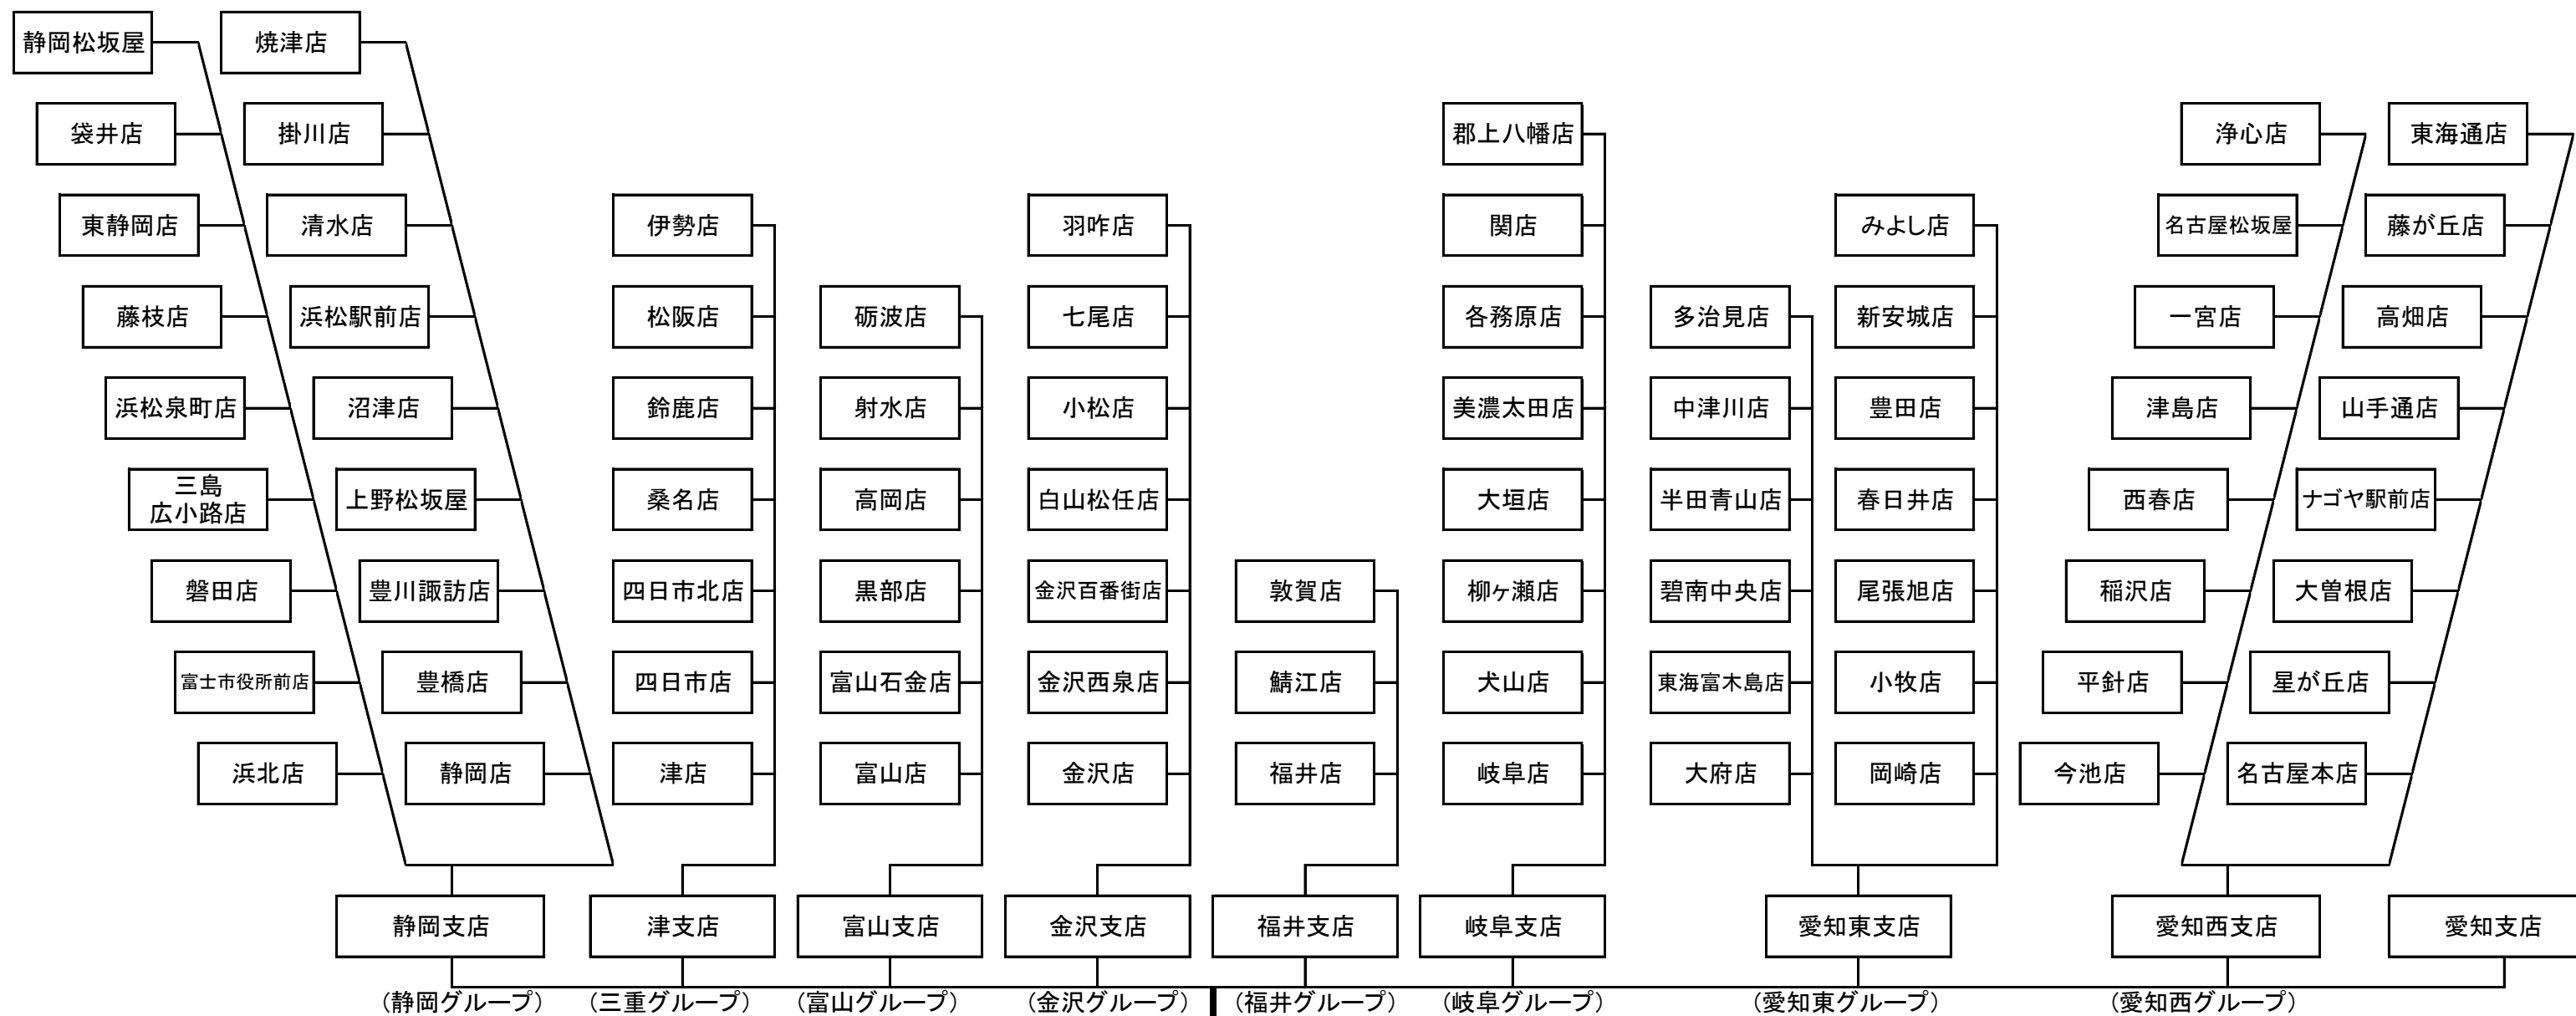 静岡松坂屋
焼津店
袋井店
掛川店
郡上八幡店
浄心店
東海通店
東静岡店
清水店
伊勢店
羽咋店
関店
みよし店
名古屋松坂屋
藤が丘店
藤枝店
浜松駅前店
松阪店
砺波店
七尾店
各務原店
多治見店
新安城店
一宮店
高畑店
浜松泉町店
沼津店
鈴鹿店
射水店
小松店
美濃太田店
中津川店
豊田店
津島店
山手通店
三島
広小路店
上野松坂屋
桑名店
高岡店
白山松任店
大垣店
半田青山店
春日井店
西春店
ナゴヤ駅前店
磐田店
豊川諏訪店
四日市北店
黒部店
金沢百番街店
敦賀店
柳ヶ瀬店
碧南中央店
尾張旭店
稲沢店
大曽根店
富士市役所前店
豊橋店
四日市店
富山石金店
金沢西泉店
鯖江店
犬山店
東海富木島店
小牧店
平針店
星が丘店
浜北店
静岡店
津店
富山店
金沢店
福井店
岐阜店
大府店
岡崎店
今池店
名古屋本店
静岡支店
津支店
富山支店
金沢支店
福井支店
岐阜支店
愛知東支店
愛知西支店
愛知支店
(静岡グループ)
(三重グループ)
(富山グループ)
(金沢グループ)
(福井グループ)
(岐阜グループ)
(愛知東グループ)
(愛知西グループ)